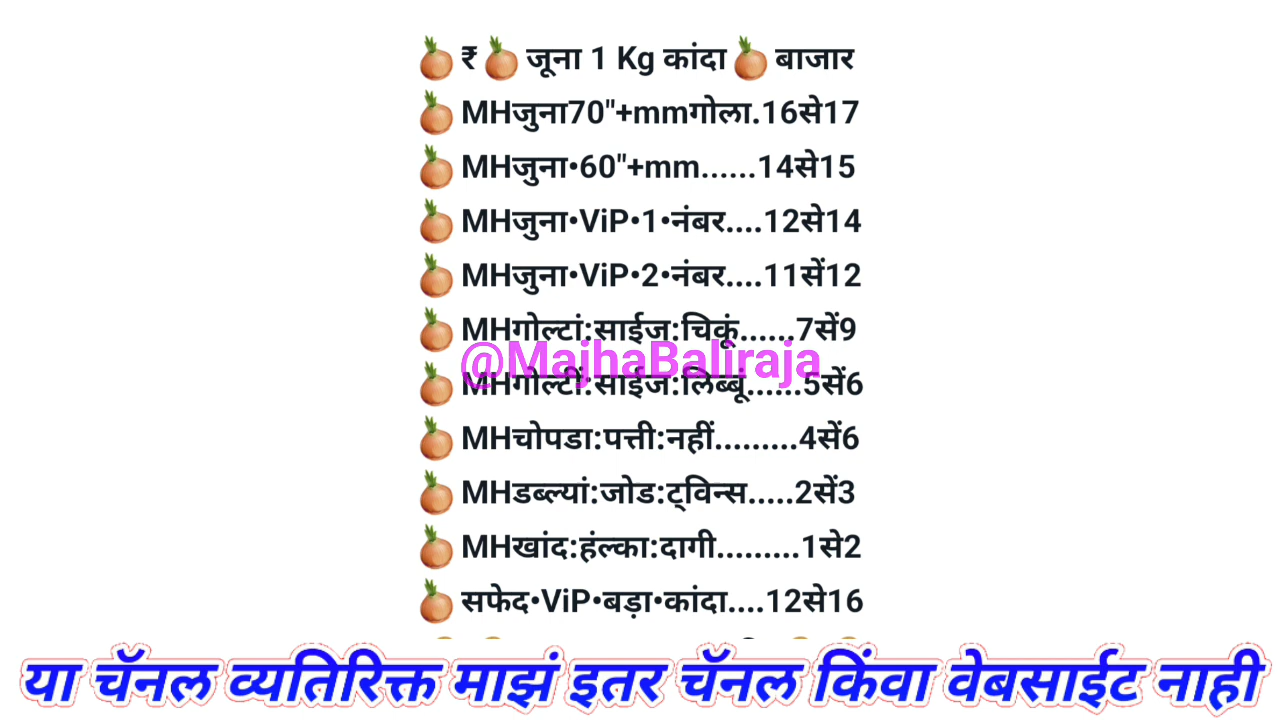 ₹ जूना 1 Kg कांदा बाजार
MHजुना70"+mmगोला.16से17
MHजुना•60"+mm......14से15
MHजुना•ViP•1•नंबर....12से14
MHजुना•ViP•2•नंबर....11सें12
MHगोल्टां:साईज:चिकूं......7सें9
@MajhaBaliraja
MHगोल्टीं:साईज:लिब्बूं......5सें6
MHचोपडा:पत्ती:नहीं.........4सें6
MHडब्ल्यां:जोड:ट्विन्स.....2सें3
MHखांद:हंल्का:दागी.........1से2
सफेद•ViP•बड़ा•कांदा....12से16
या चॅनल व्यतिरिक्त माझं इतर चॅनल किंवा वेबसाईट नाही